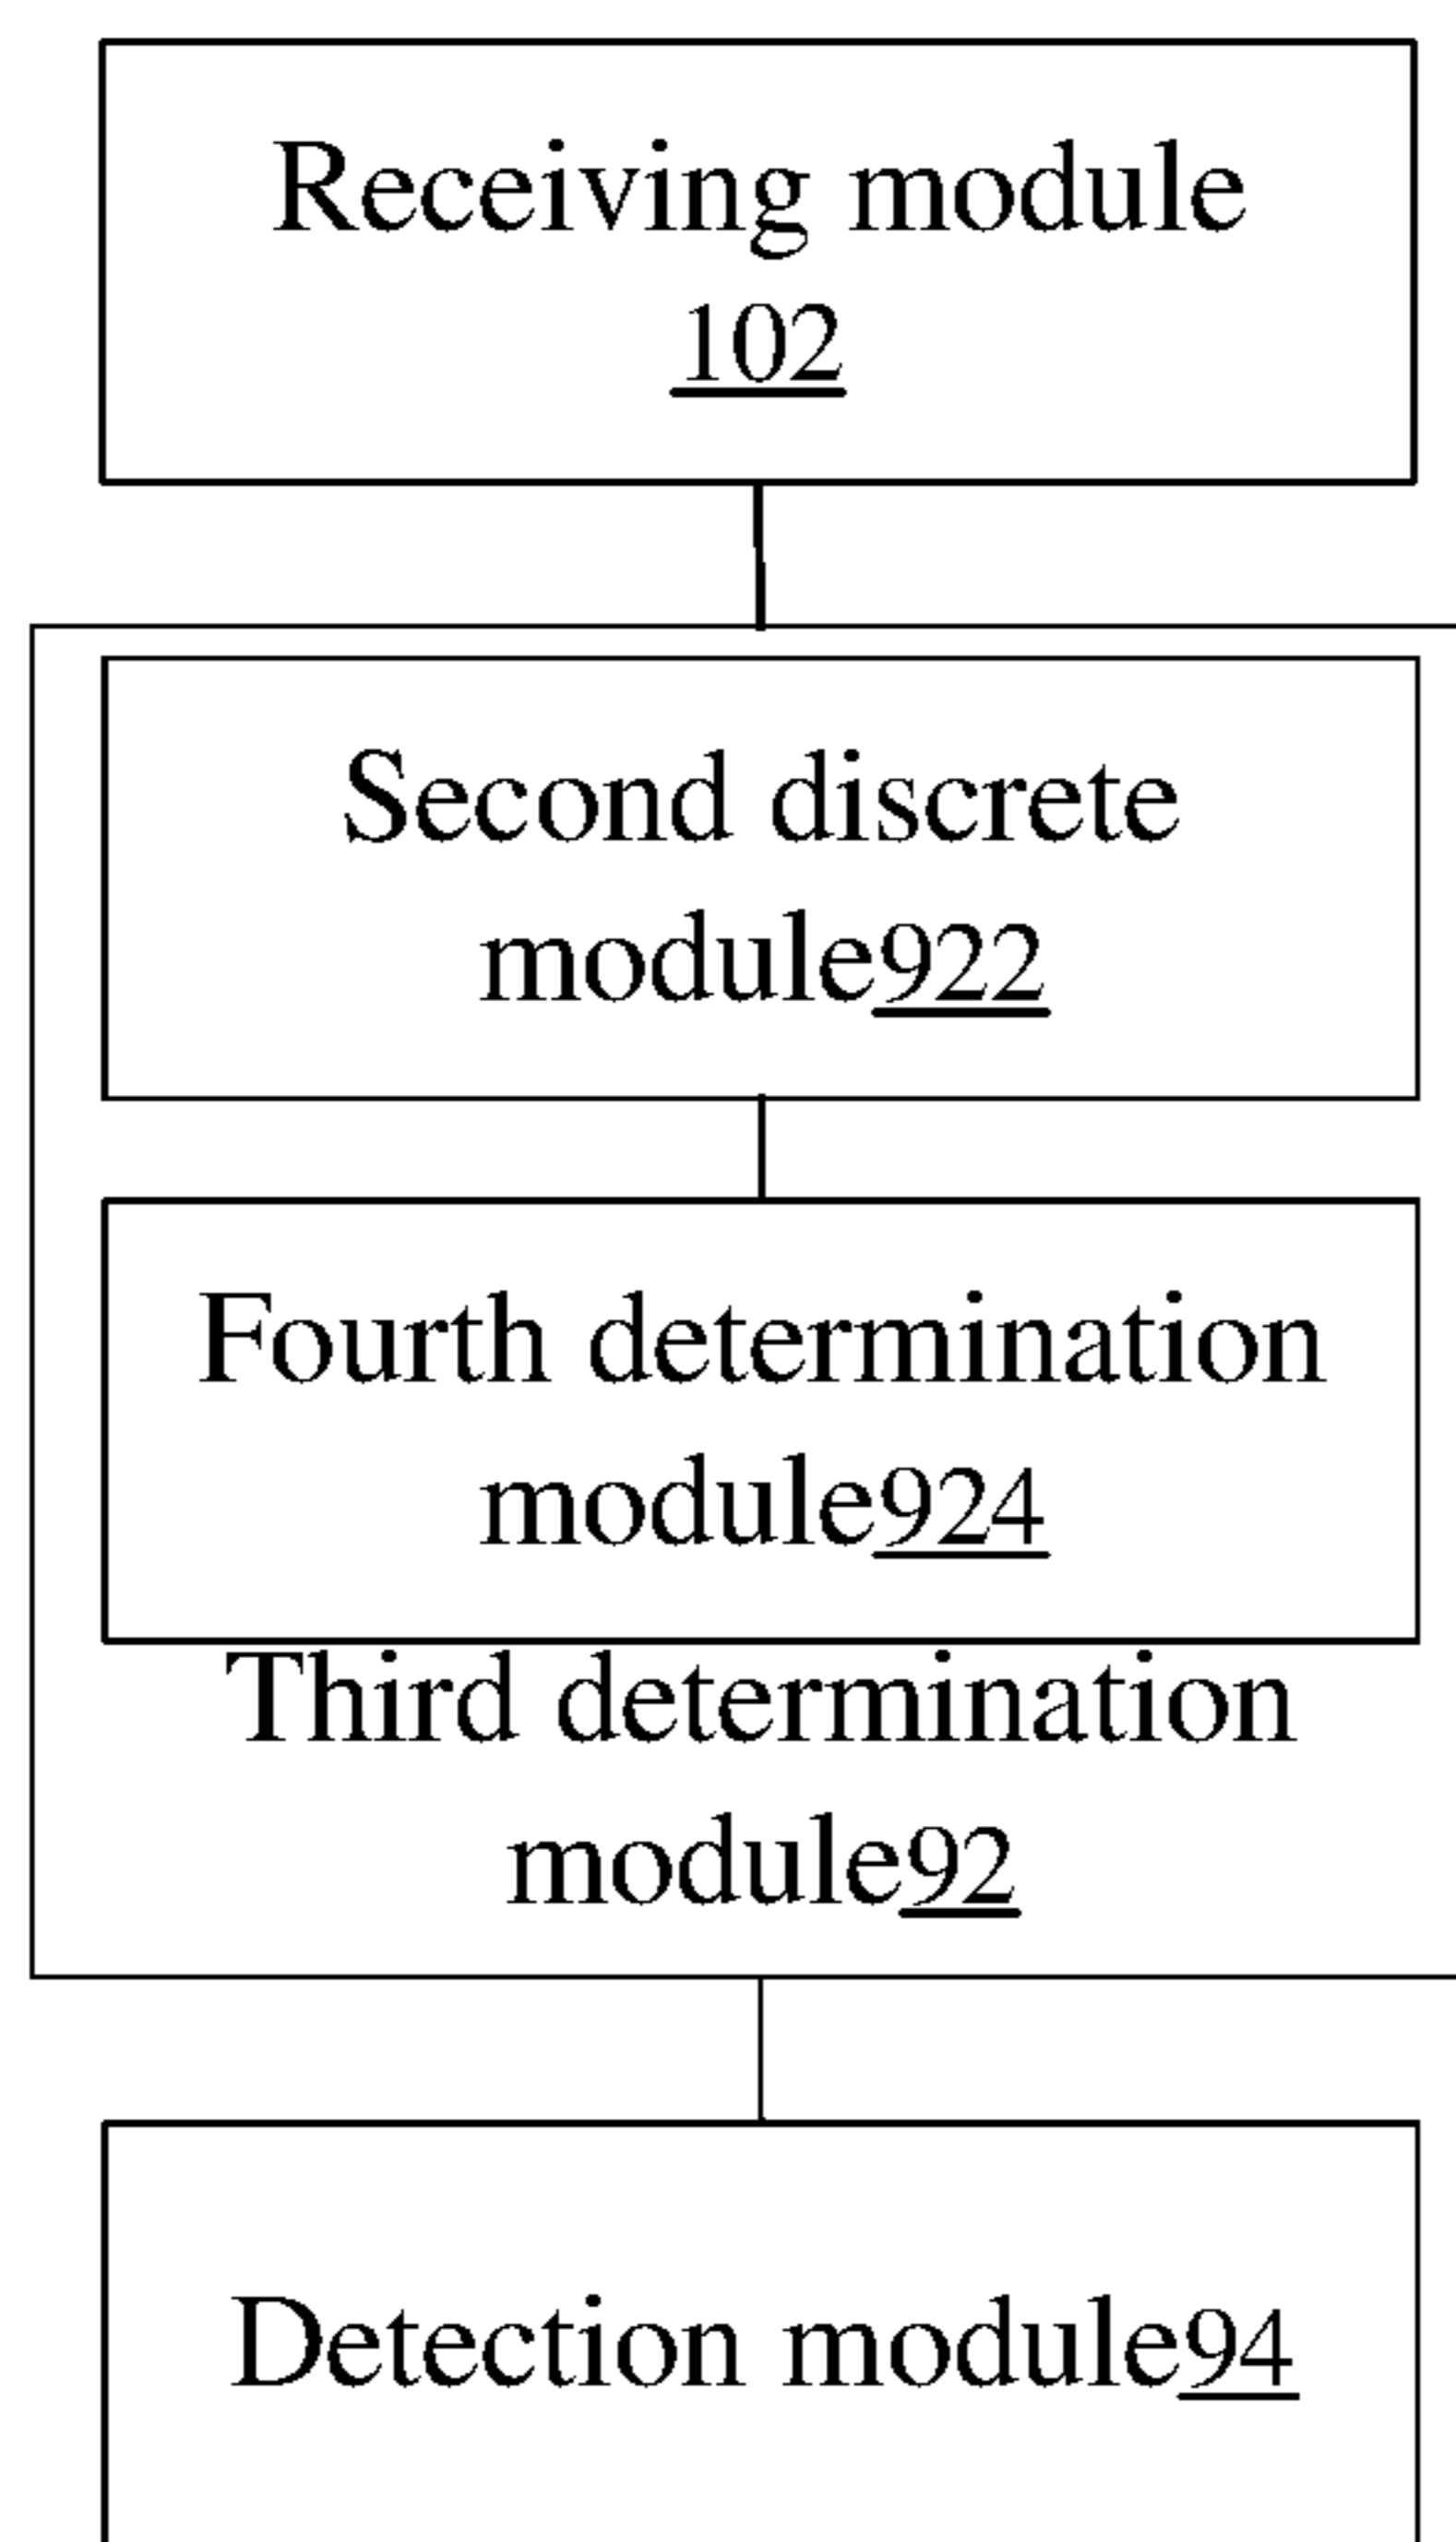 Receiving module
102
Second discrete
module922
Fourth determination
module924
Third determination
module92
Detection module94